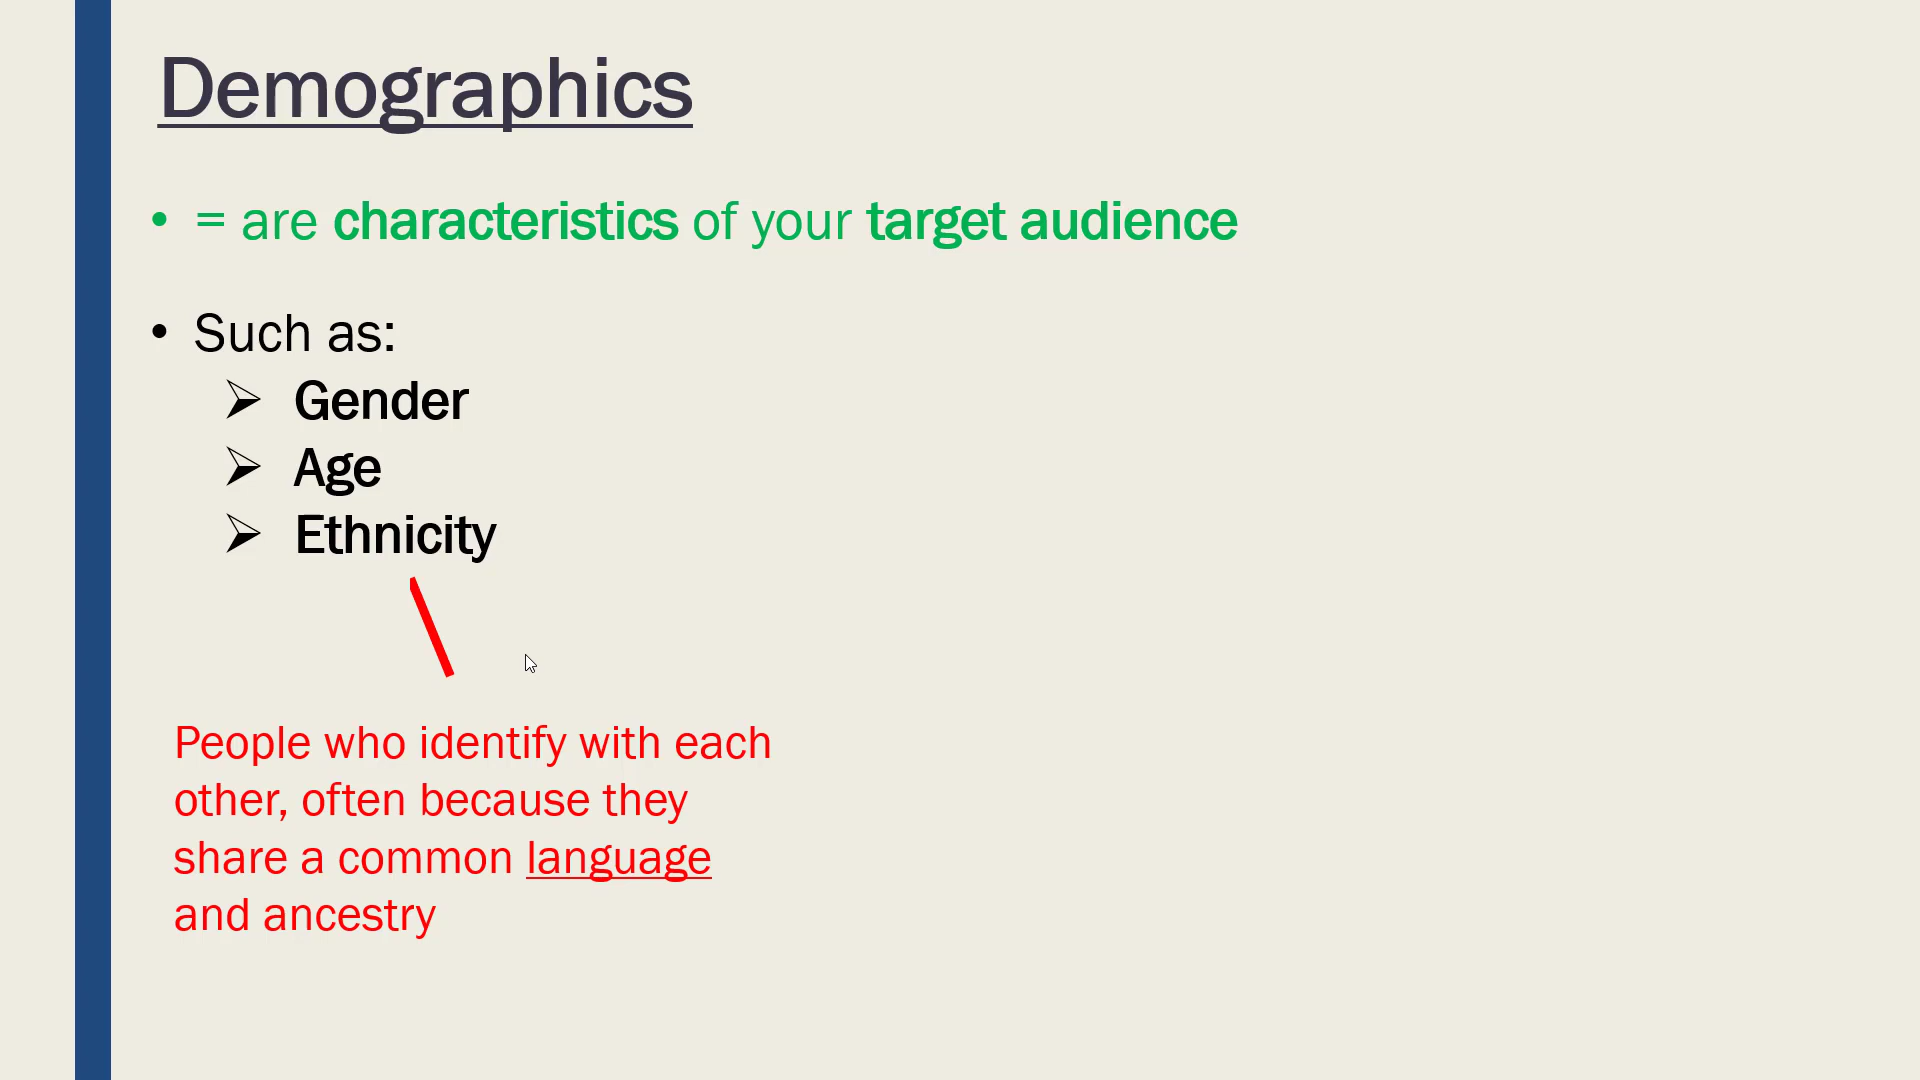 Demographics
• = are characteristics of your target audience
• Such as:
➢ Gender
➢ Age
➢ Ethnicity
People who identify with each
other, often because they
share a common language
and ancestry